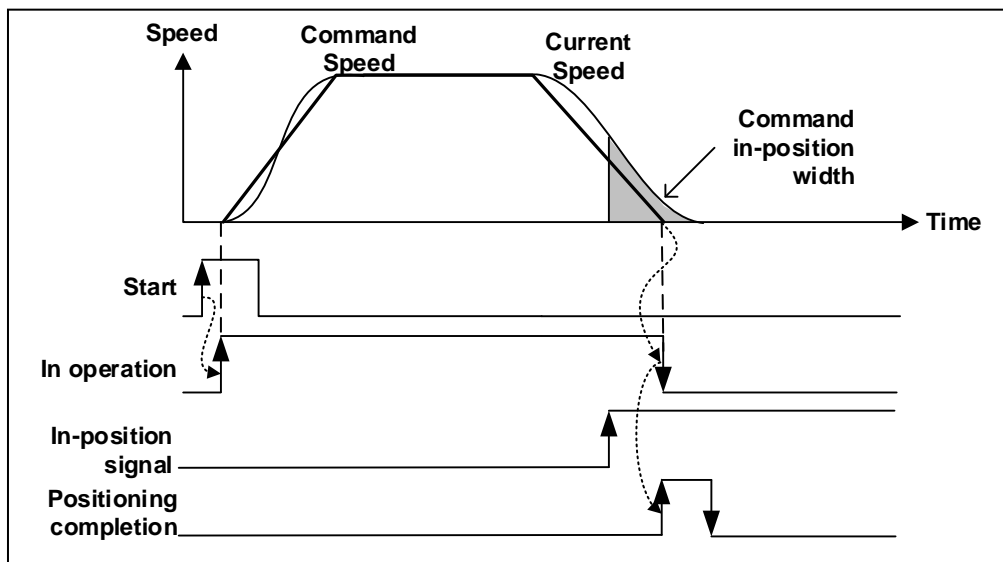 Speed
Command
Speed
Current
Speed
Command
in-position
width
Time
Start
In operation
In-position
signal
Positioning
completion